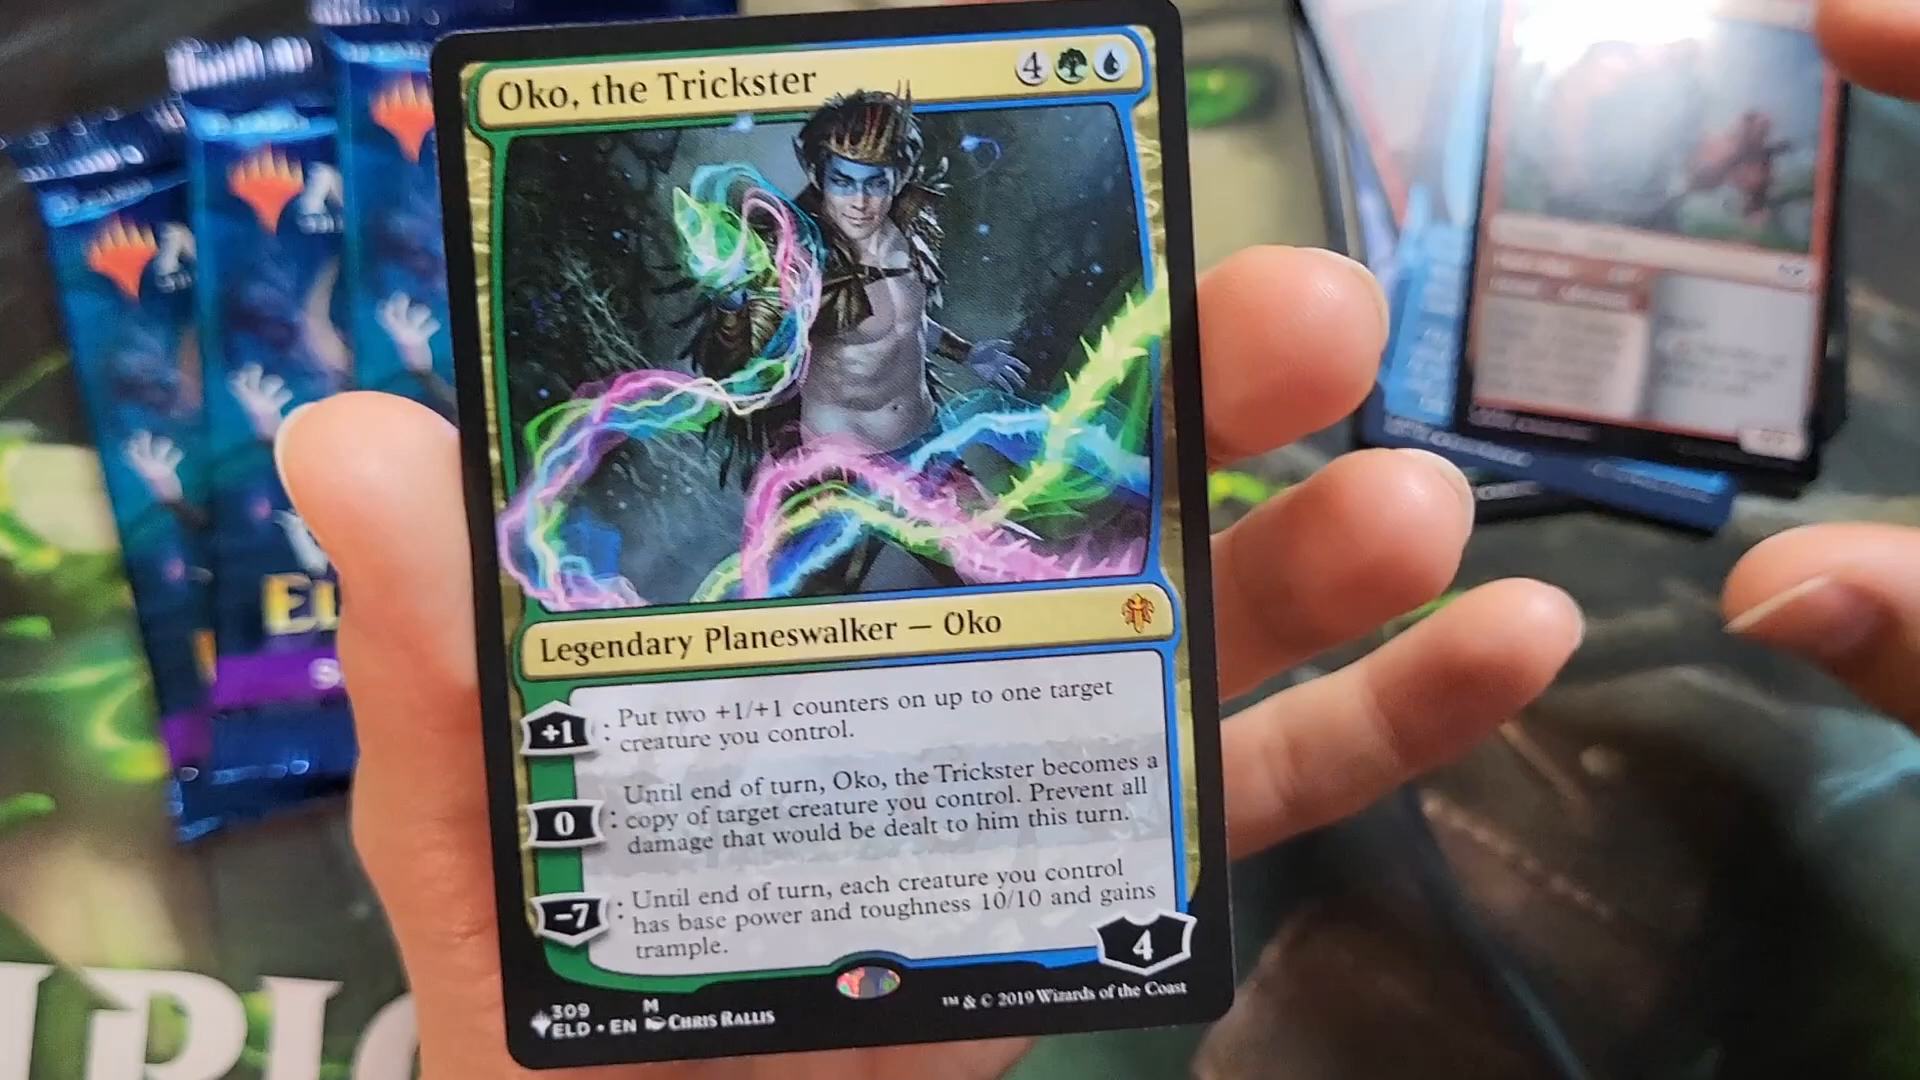 Oko, the Trickster
4
Legendary Planeswalker — Oko
+1 : Put two +1/+1 counters on up to one target
creature you control.
0 : Until end of turn, Oko, the Trickster becomes a
copy of target creature you control. Prevent all
damage that would be dealt to him this turn.
-7 : Until end of turn, each creature you control
has base power and toughness 10/10 and gains
trample.
4
309 M
ELD • EN Chris Rallis
™ & © 2019 Wizards of the Coast